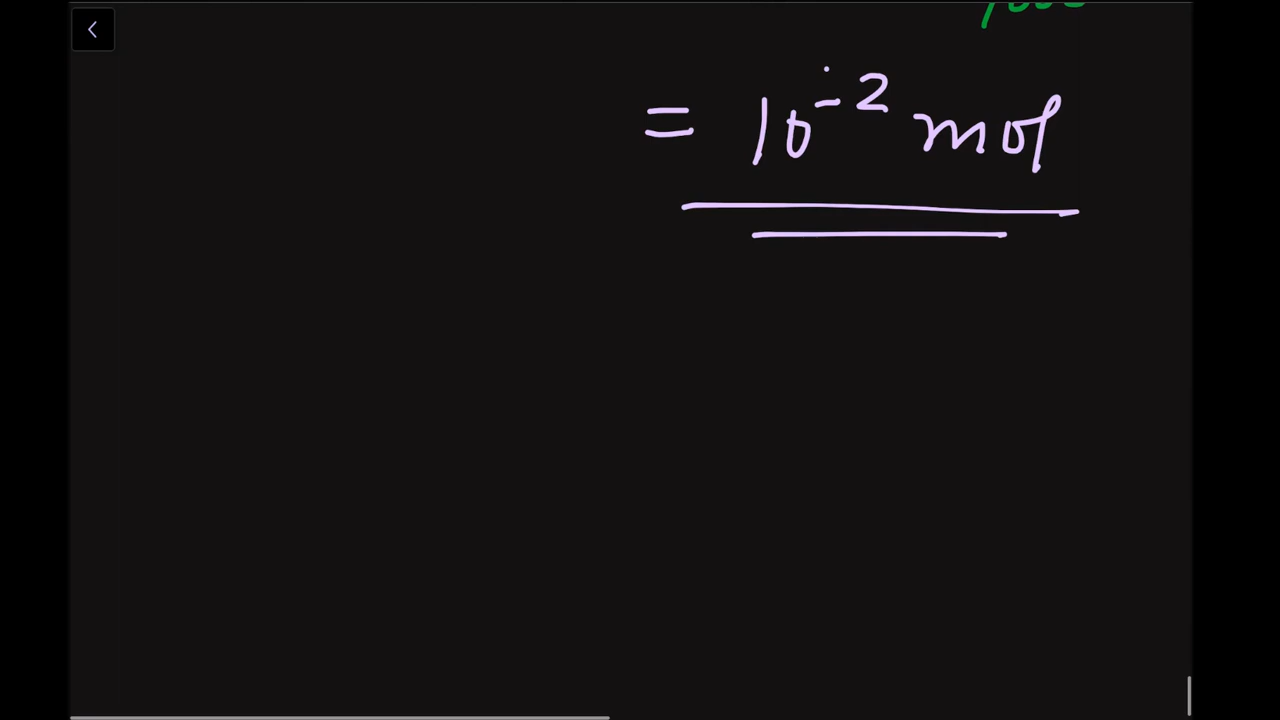 = 10⁻² mol